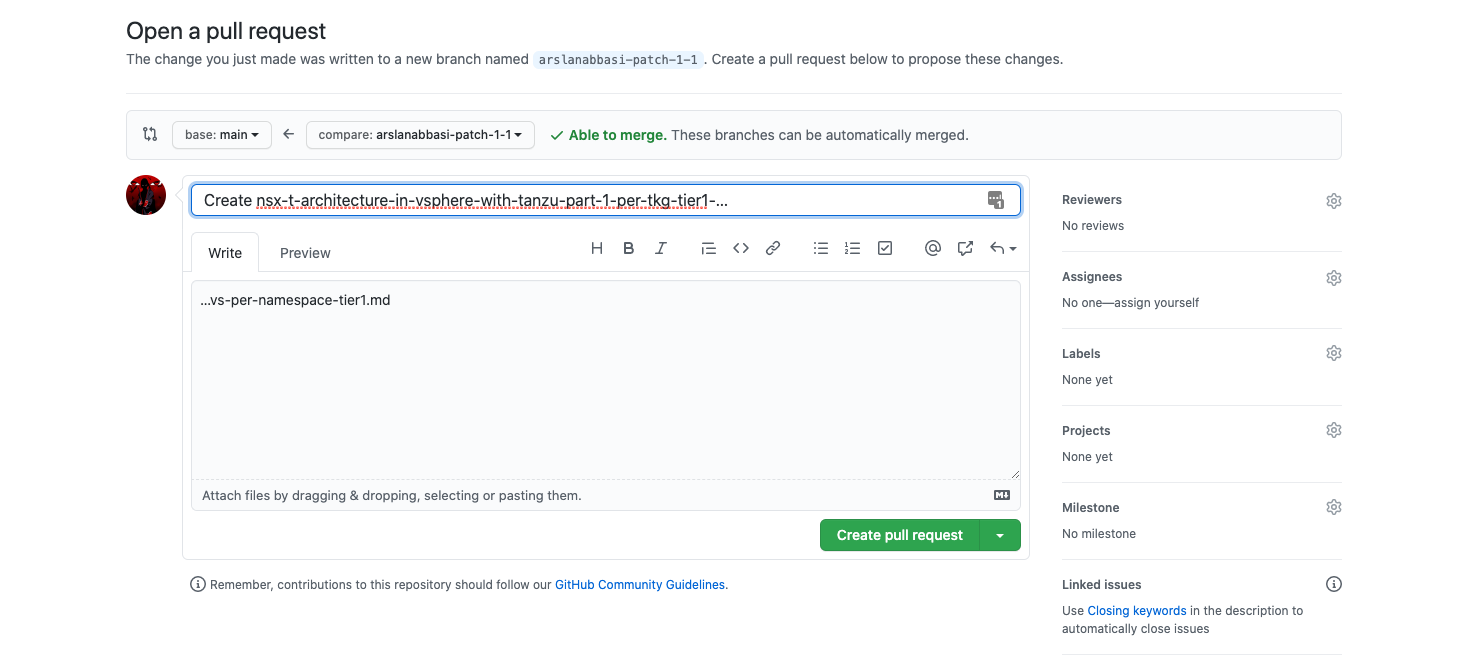 Open a pull request
The change you just made was written to a new branch named arslanabbasi-patch-1-1. Create a pull request below to propose these changes.
base: main
compare: arslanabbasi-patch-1-1
Able to merge. These branches can be automatically merged.
Create nsx-t-architecture-in-vsphere-with-tanzu-part-1-per-tkg-tier1-...
1
Write
Preview
H B I
...vs-per-namespace-tier1.md
Attach files by dragging & dropping, selecting or pasting them.
Create pull request
Remember, contributions to this repository should follow our GitHub Community Guidelines.
Reviewers
No reviews
Assignees
No one—assign yourself
Labels
None yet
Projects
None yet
Milestone
No milestone
Linked issues
Use Closing keywords in the description to
automatically close issues